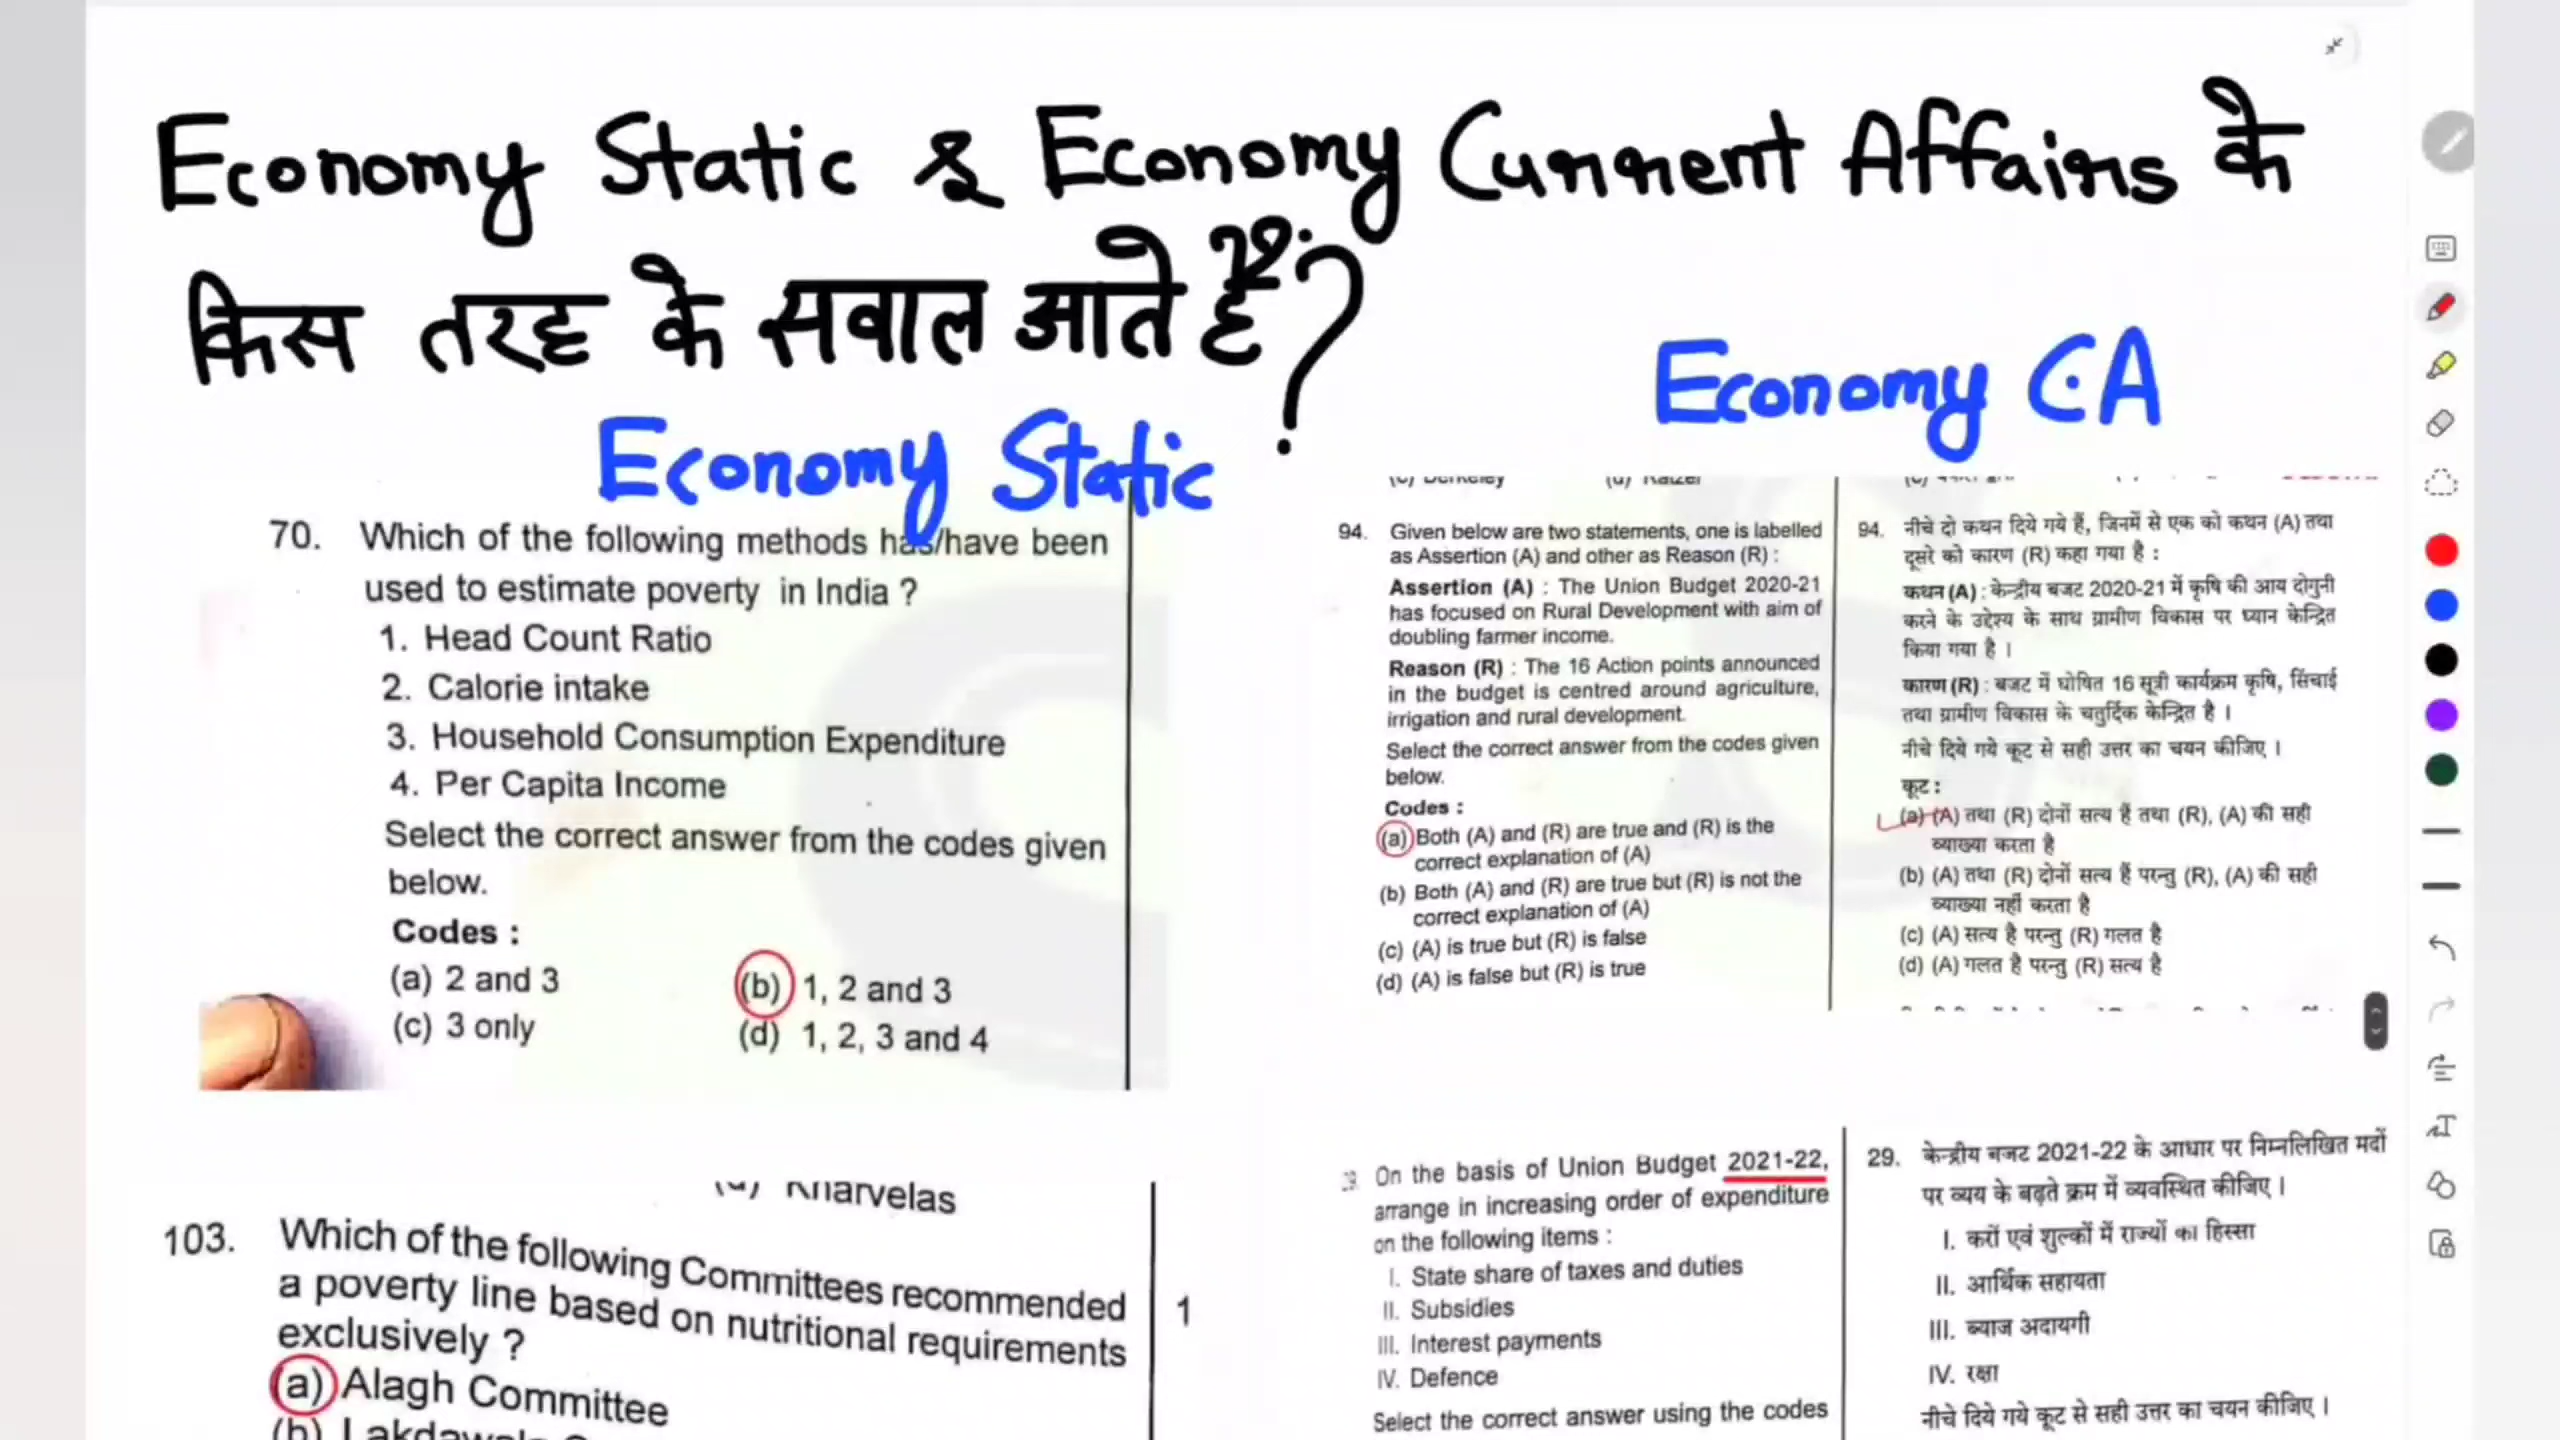 Economy Static & Economy Current Affairs के
किस तरह के सवाल आते हैं?
Economy Static
70. Which of the following methods has/have been
used to estimate poverty in India ?
1. Head Count Ratio
2. Calorie intake
3. Household Consumption Expenditure
4. Per Capita Income
Select the correct answer from the codes given
below.
Codes :
(a) 2 and 3 (b) 1, 2 and 3
(c) 3 only (d) 1, 2, 3 and 4
(d) Kharvelas
103. Which of the following Committees recommended
a poverty line based on nutritional requirements
exclusively ?
(a) Alagh Committee
(b) Lakdawala
1
Economy CA
(c) Berkeley (d) Ratzel
94. Given below are two statements, one is labelled
as Assertion (A) and other as Reason (R) :
Assertion (A) : The Union Budget 2020-21
has focused on Rural Development with aim of
doubling farmer income.
Reason (R) : The 16 Action points announced
in the budget is centred around agriculture,
irrigation and rural development.
Select the correct answer from the codes given
below.
Codes :
(a) Both (A) and (R) are true and (R) is the
correct explanation of (A)
(b) Both (A) and (R) are true but (R) is not the
correct explanation of (A)
(c) (A) is true but (R) is false
(d) (A) is false but (R) is true
94. नीचे दो कथन दिये गये हैं, जिनमें से एक को कथन (A) तथा
दूसरे को कारण (R) कहा गया है :
कथन (A) : केन्द्रीय बजट 2020-21 में कृषि की आय दोगुनी
करने के उद्देश्य के साथ ग्रामीण विकास पर ध्यान केन्द्रित
किया गया है ।
कारण (R) : बजट में घोषित 16 सूत्री कार्यक्रम कृषि, सिंचाई
तथा ग्रामीण विकास के चतुर्दिक केन्द्रित है ।
नीचे दिये गये कूट से सही उत्तर का चयन कीजिए ।
कूट :
(a) (A) तथा (R) दोनों सत्य हैं तथा (R), (A) की सही
व्याख्या करता है
(b) (A) तथा (R) दोनों सत्य हैं परन्तु (R), (A) की सही
व्याख्या नहीं करता है
(c) (A) सत्य है परन्तु (R) गलत है
(d) (A) गलत है परन्तु (R) सत्य है
On the basis of Union Budget 2021-22,
arrange in increasing order of expenditure
on the following items :
I. State share of taxes and duties
II. Subsidies
III. Interest payments
IV. Defence
Select the correct answer using the codes
29. केन्द्रीय बजट 2021-22 के आधार पर निम्नलिखित मदों
पर व्यय के बढ़ते क्रम में व्यवस्थित कीजिए ।
I. करों एवं शुल्कों में राज्यों का हिस्सा
II. आर्थिक सहायता
III. ब्याज अदायगी
IV. रक्षा
नीचे दिये गये कूट से सही उत्तर का चयन कीजिए ।